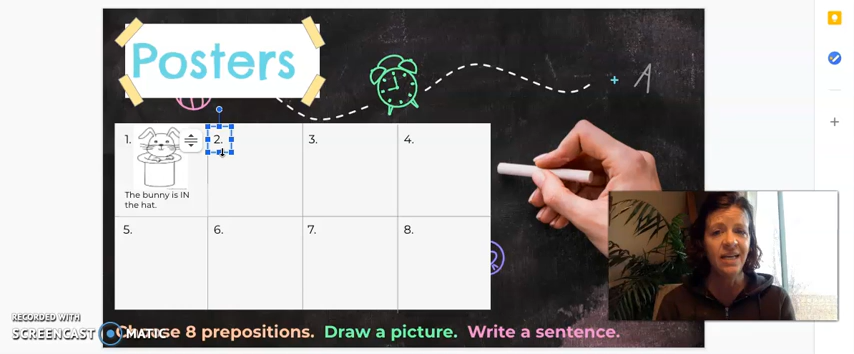 Posters
A
1.
2.
3.
4.
The bunny is IN
the hat.
5.
6.
7.
8.
RECORDED WITH
SCREENCAST MATIC
Choose 8 prepositions. Draw a picture. Write a sentence.